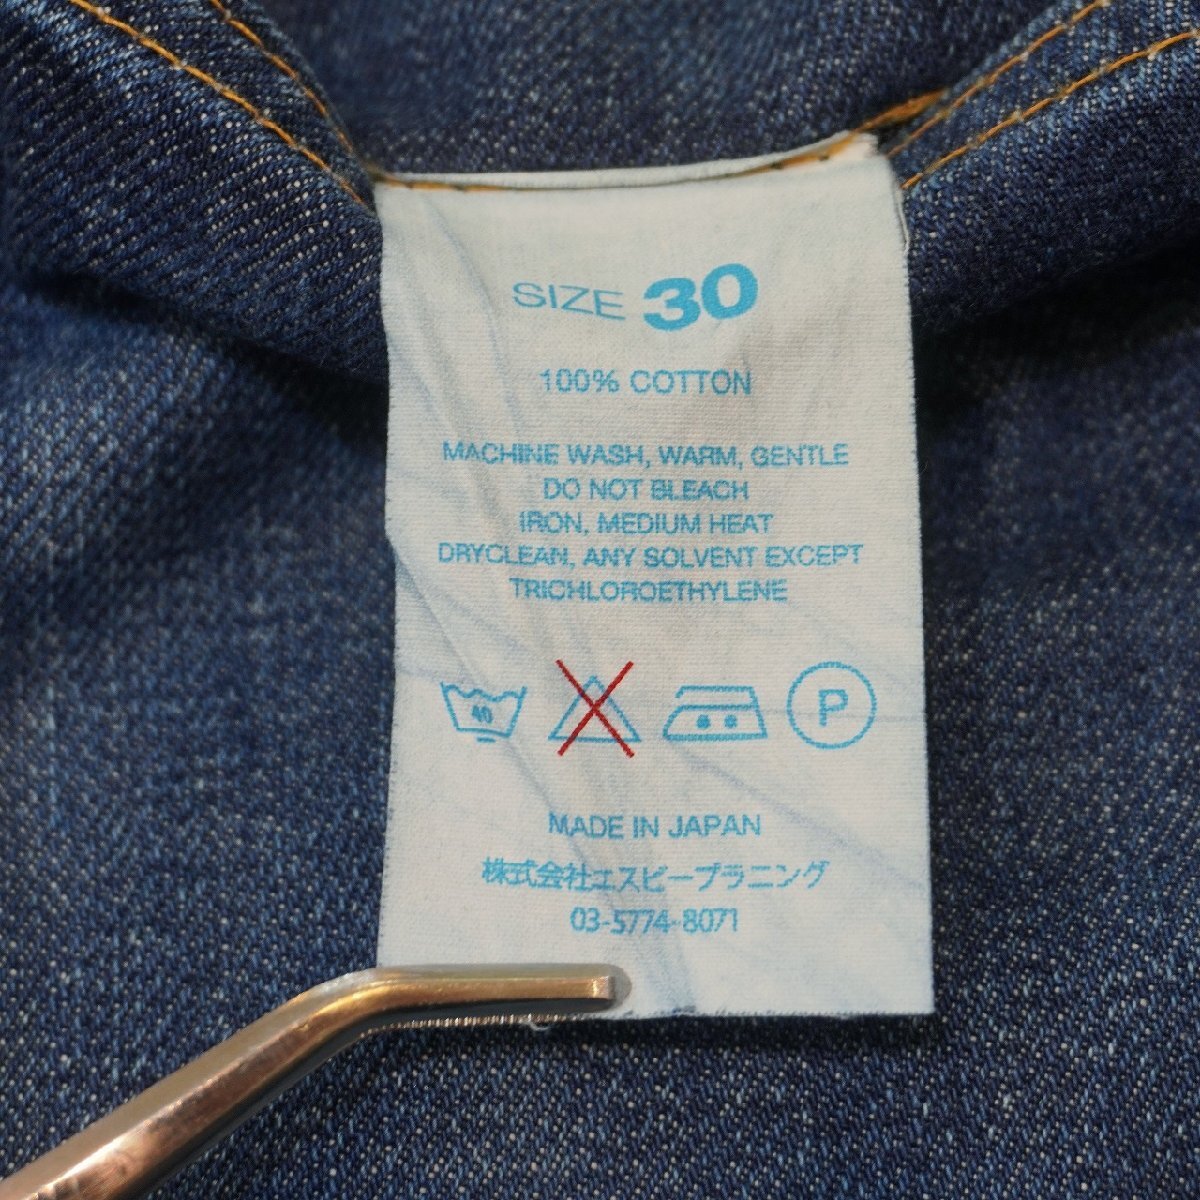 SIZE 30
100% COTTON
MACHINE WASH, WARM, GENTLE
DO NOT BLEACH
IRON, MEDIUM HEAT
DRYCLEAN, ANY SOLVENT EXCEPT
TRICHLOROETHYLENE
40 P
MADE IN JAPAN
株式会社エスピープラニング
03-5774-8071